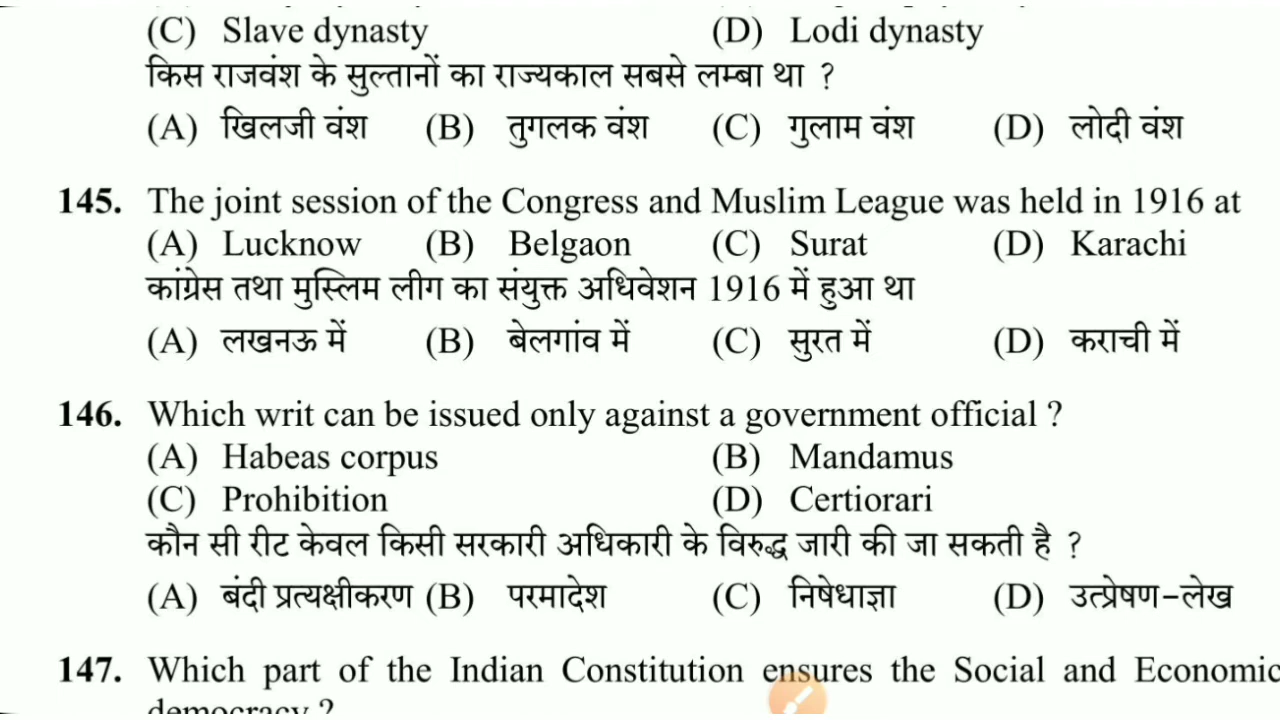 (C) Slave dynasty (D) Lodi dynasty
किस राजवंश के सुल्तानों का राज्यकाल सबसे लम्बा था ?
(A) खिलजी वंश (B) तुगलक वंश (C) गुलाम वंश (D) लोदी वंश
145. The joint session of the Congress and Muslim League was held in 1916 at
(A) Lucknow (B) Belgaon (C) Surat (D) Karachi
कांग्रेस तथा मुस्लिम लीग का संयुक्त अधिवेशन 1916 में हुआ था
(A) लखनऊ में (B) बेलगांव में (C) सुरत में (D) कराची में
146. Which writ can be issued only against a government official ?
(A) Habeas corpus (B) Mandamus
(C) Prohibition (D) Certiorari
कौन सी रीट केवल किसी सरकारी अधिकारी के विरुद्ध जारी की जा सकती है ?
(A) बंदी प्रत्यक्षीकरण (B) परमादेश (C) निषेधाज्ञा (D) उत्प्रेषण-लेख
147. Which part of the Indian Constitution ensures the Social and Economic
democracy ?